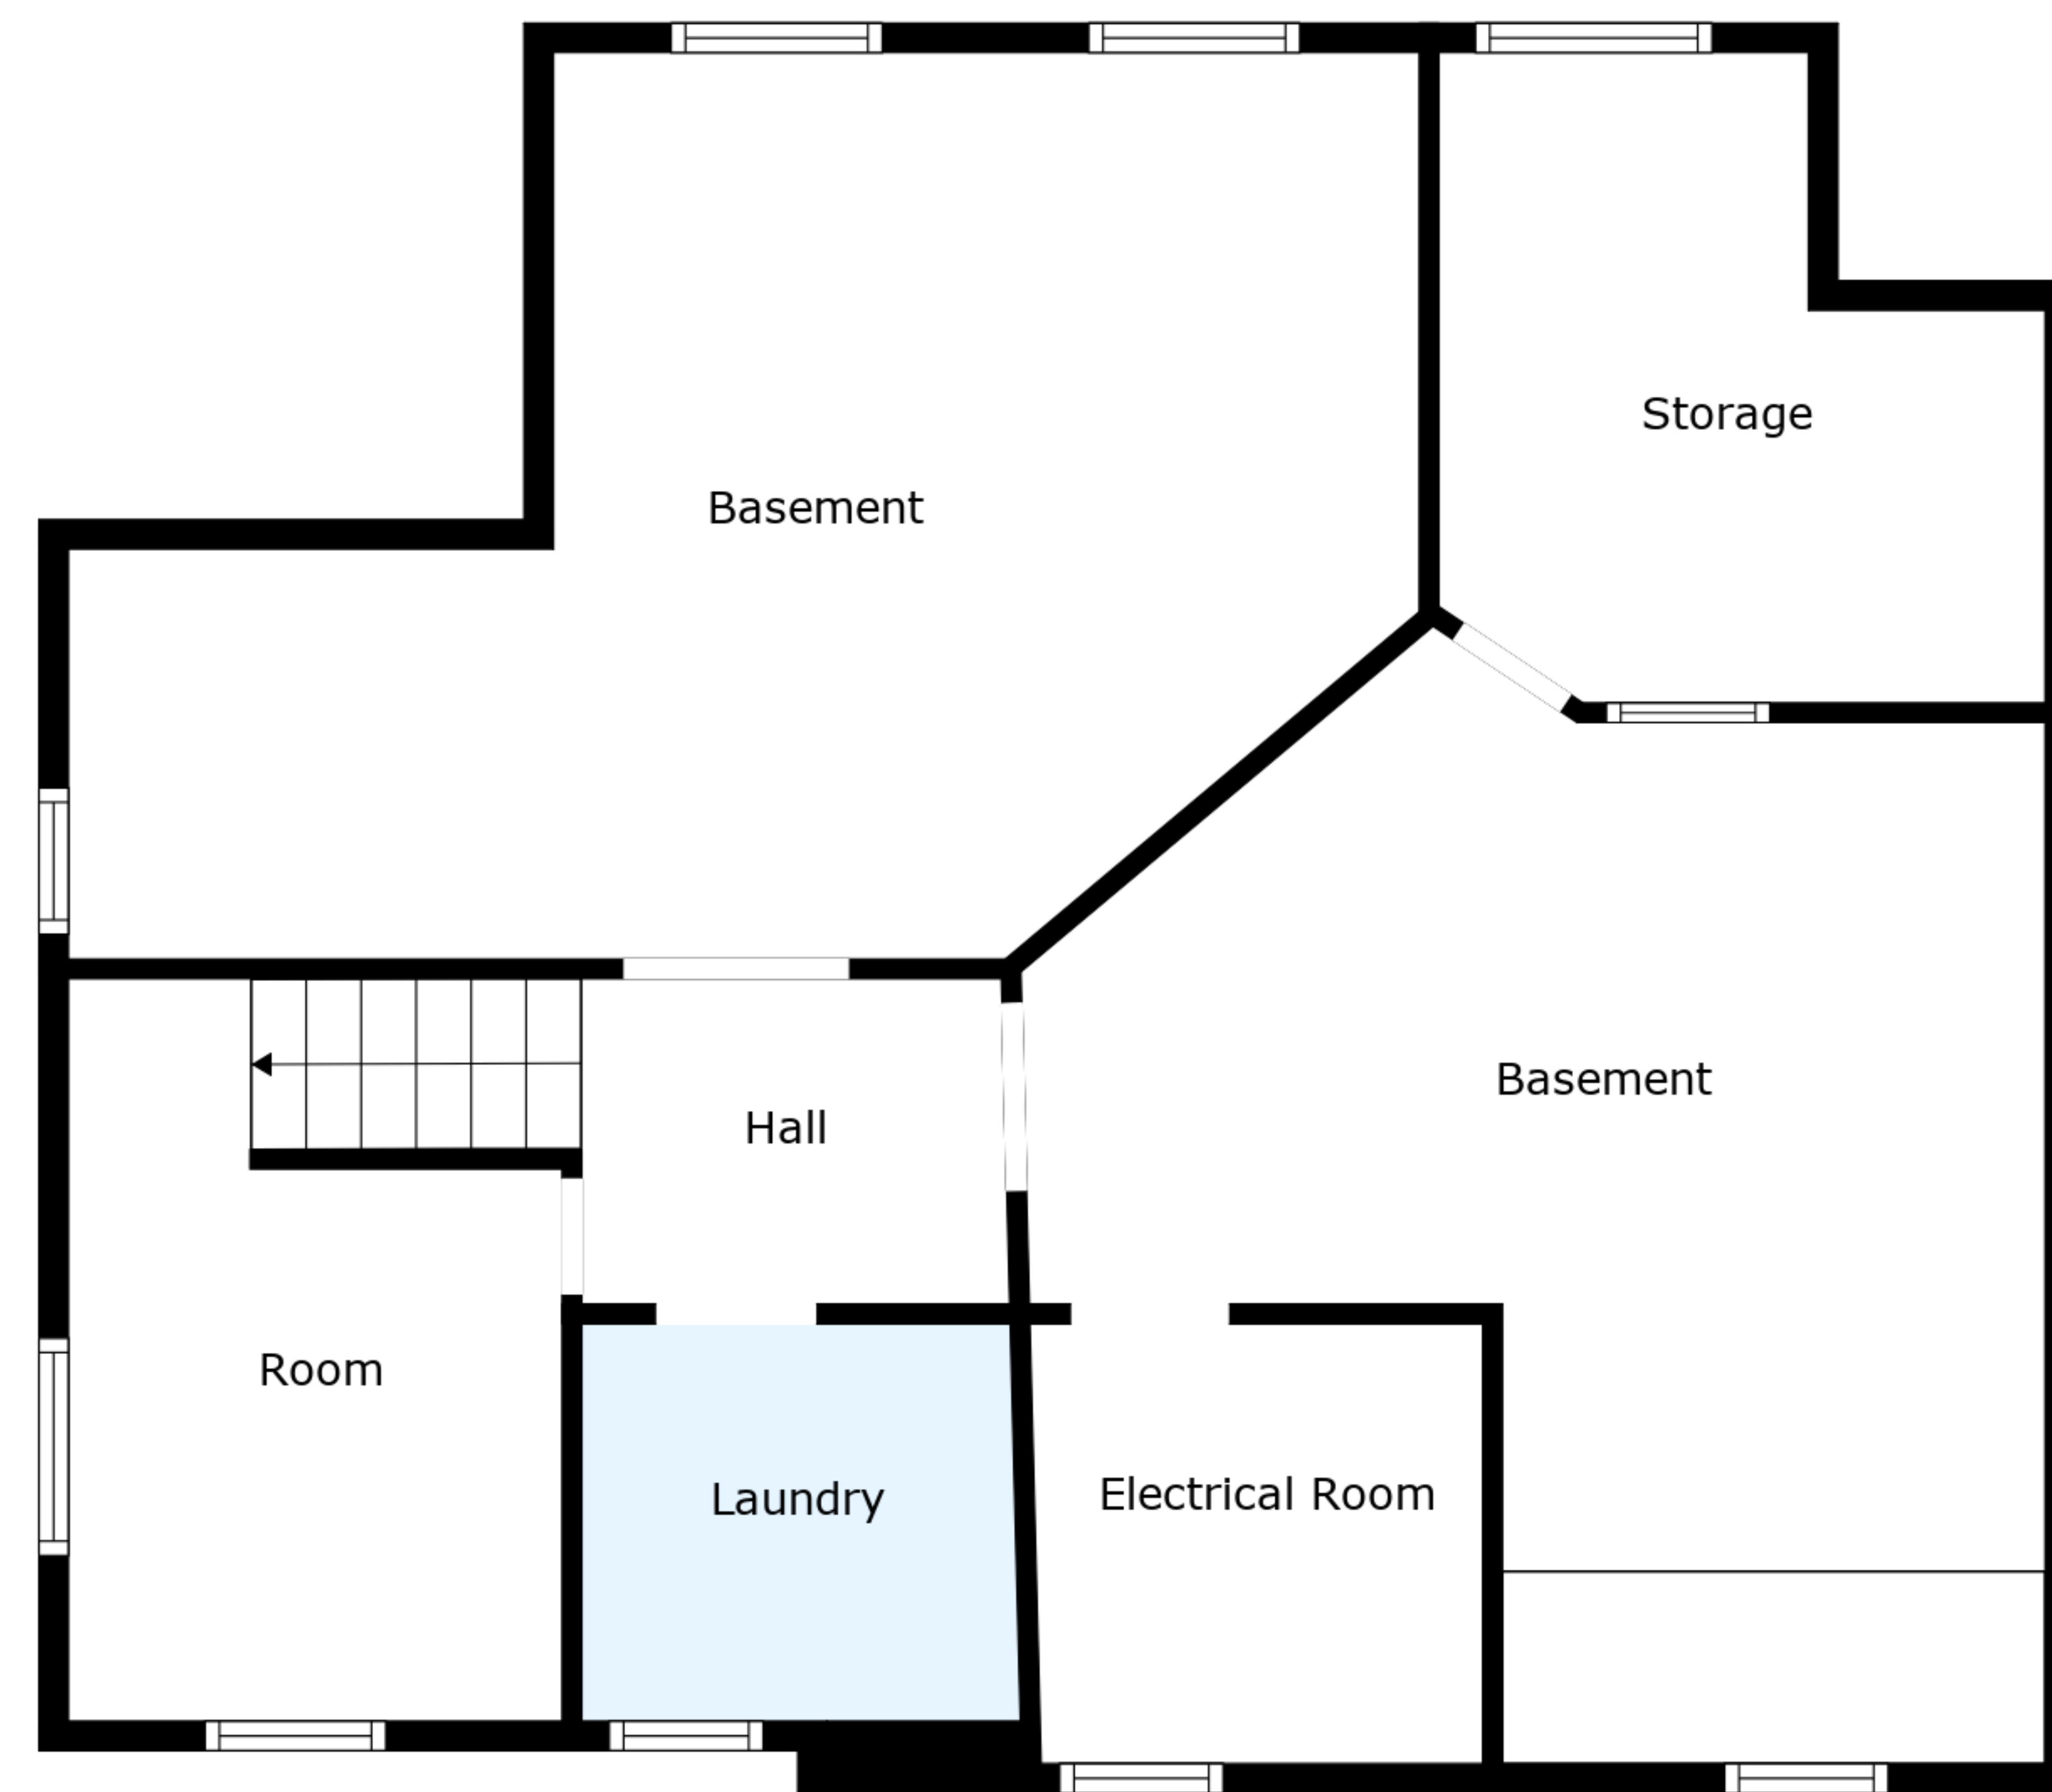 Storage
Basement
Basement
Hall
Room
Laundry
Electrical Room